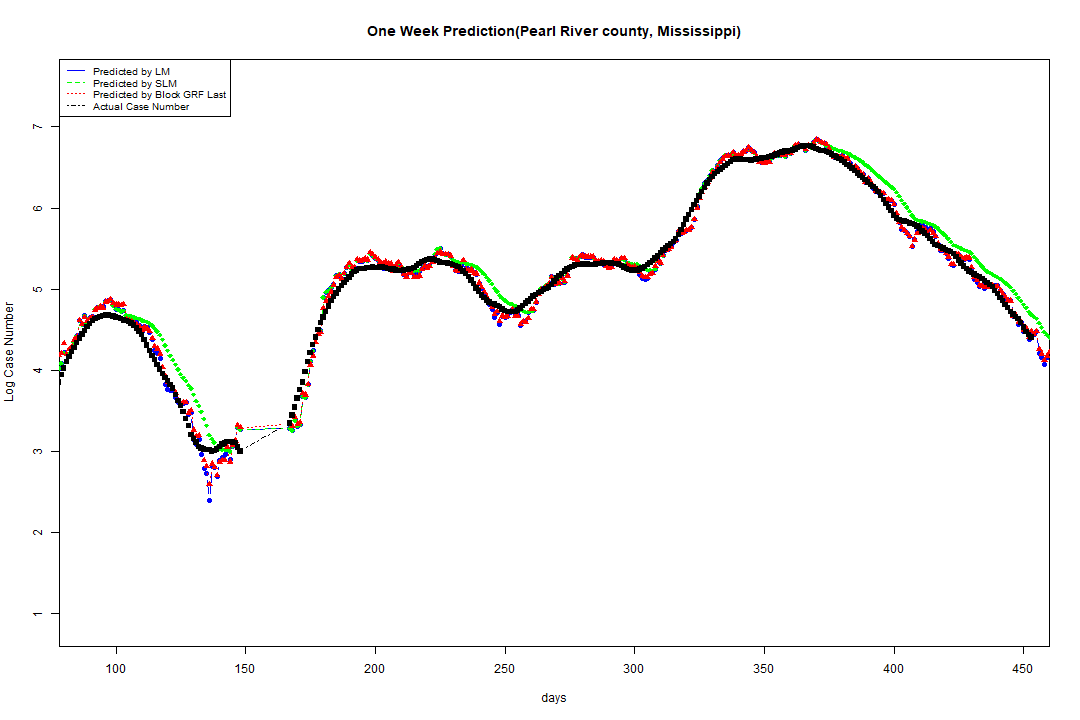 One Week Prediction(Pearl River county, Mississippi)
Predicted by LM
Predicted by SLM
Predicted by Block GRF Last
Actual Case Number
Log Case Number
7
6
5
4
3
2
1
100 150 200 250 300 350 400 450
days